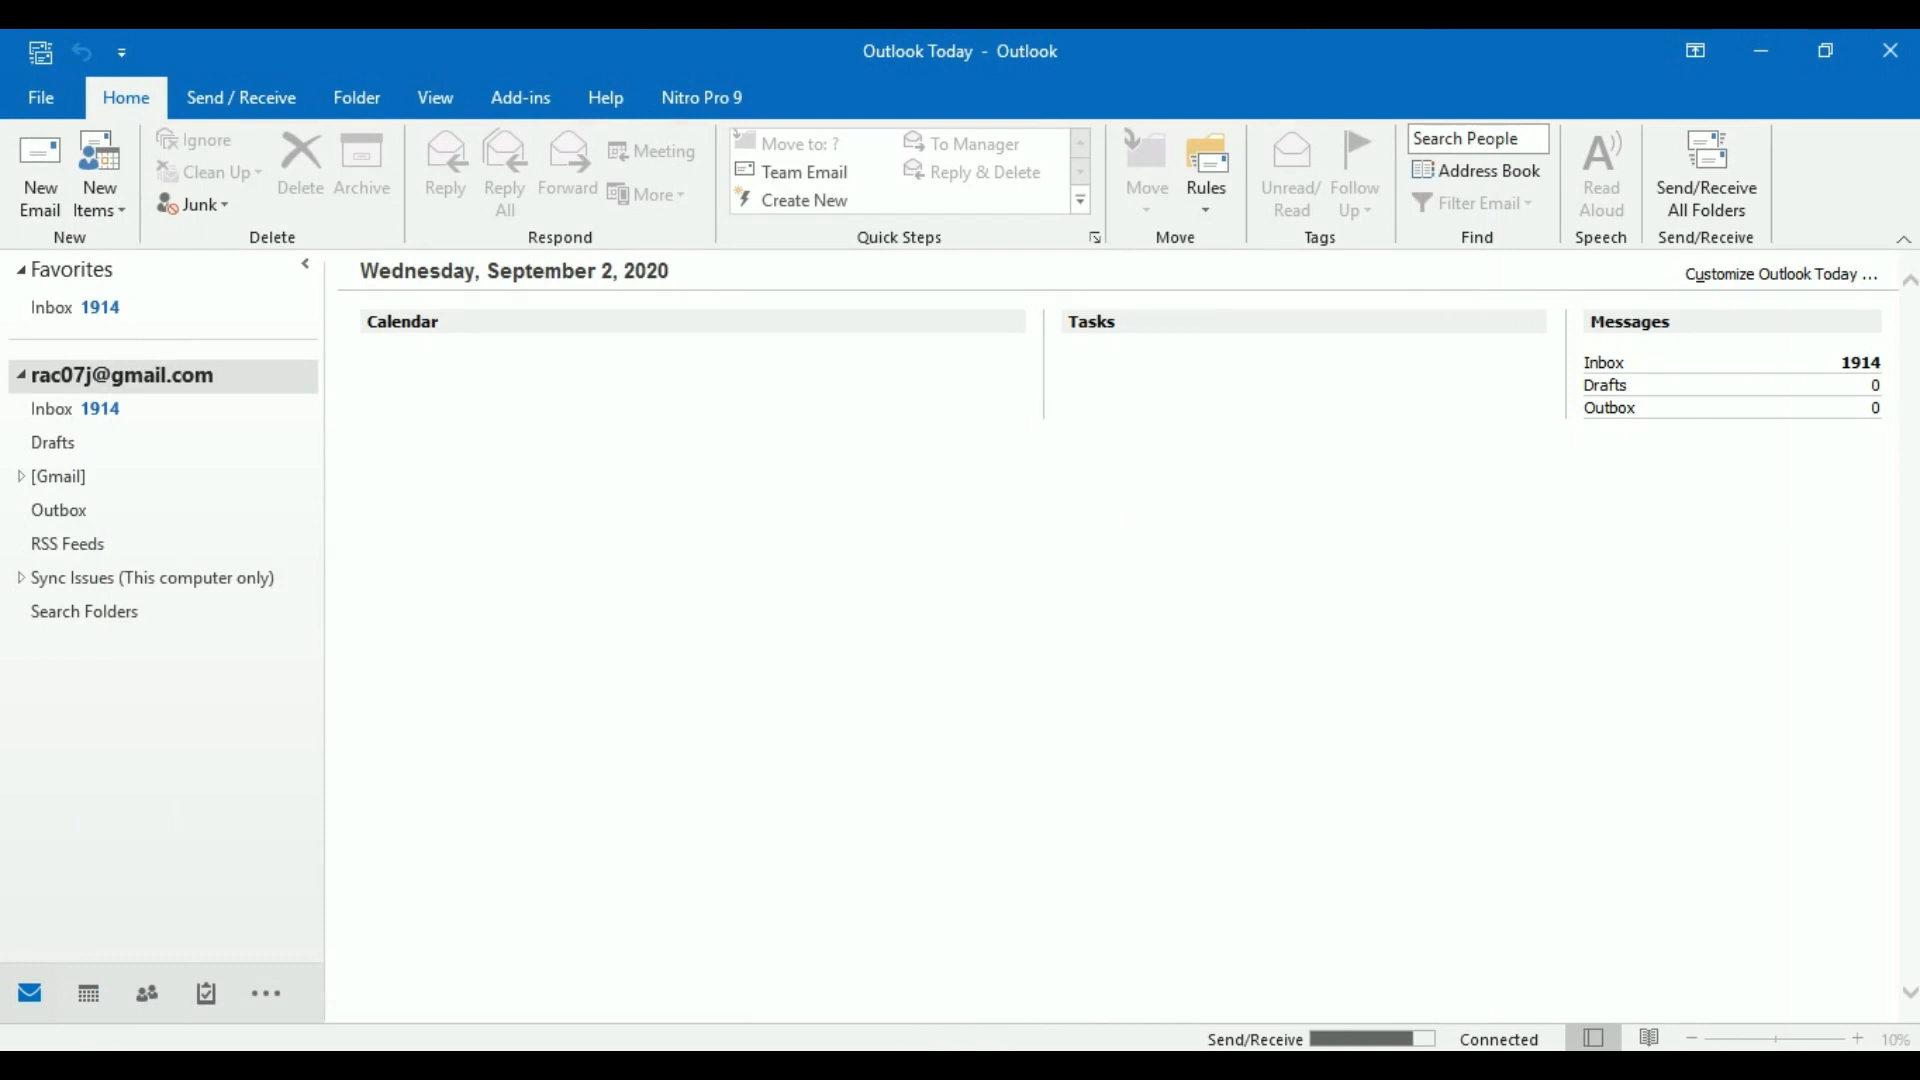 Outlook Today - Outlook
File Home Send / Receive Folder View Add-ins Help Nitro Pro 9
New Email
New Items
New
Ignore
Clean Up
Junk
Delete
Archive
Delete
Reply
Reply All
Forward
Meeting
More
Respond
Move to: ?
Team Email
Create New
To Manager
Reply & Delete
Quick Steps
Move
Rules
Move
Unread/ Read
Follow Up
Tags
Search People
Address Book
Filter Email
Find
Read Aloud
Speech
Send/Receive All Folders
Send/Receive
Favorites
Inbox 1914
rac07j@gmail.com
Inbox 1914
Drafts
[Gmail]
Outbox
RSS Feeds
Sync Issues (This computer only)
Search Folders
Wednesday, September 2, 2020
Customize Outlook Today ...
Calendar
Tasks
Messages
Inbox 1914
Drafts 0
Outbox 0
Send/Receive
Connected
10%